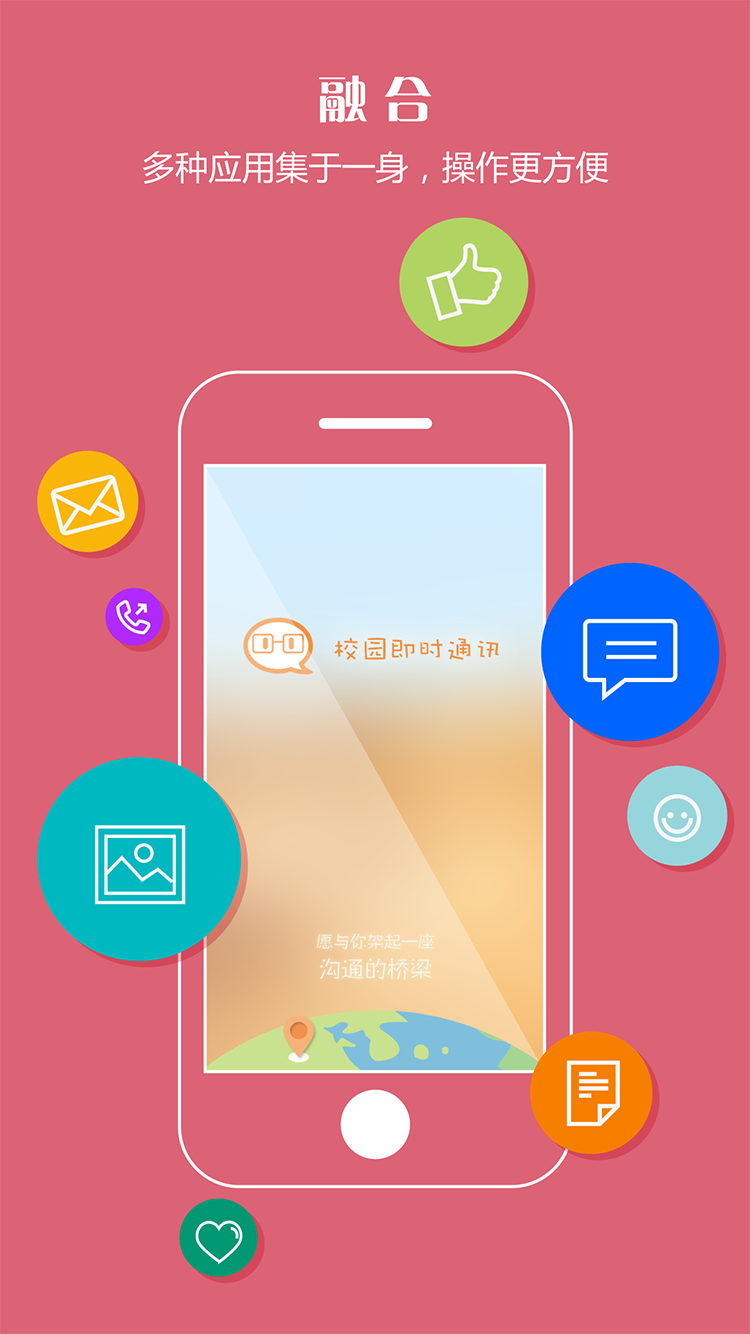 融合
多种应用集于一身，操作更方便
校园即时通讯
愿与你架起一座
沟通的桥梁